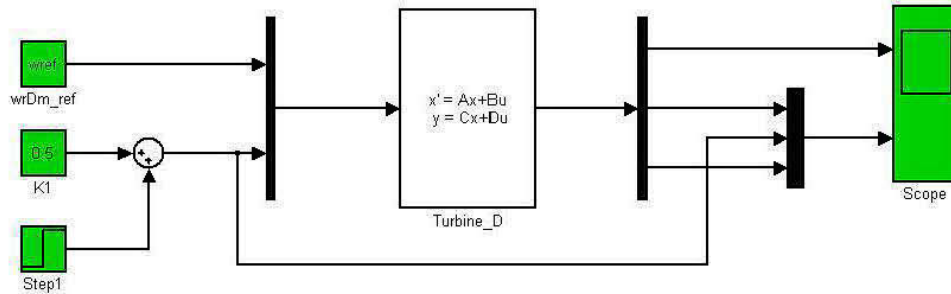 wref
wrDm_ref
0.5
K1
Step1
x' = Ax+Bu
y = Cx+Du
Turbine_D
Scope